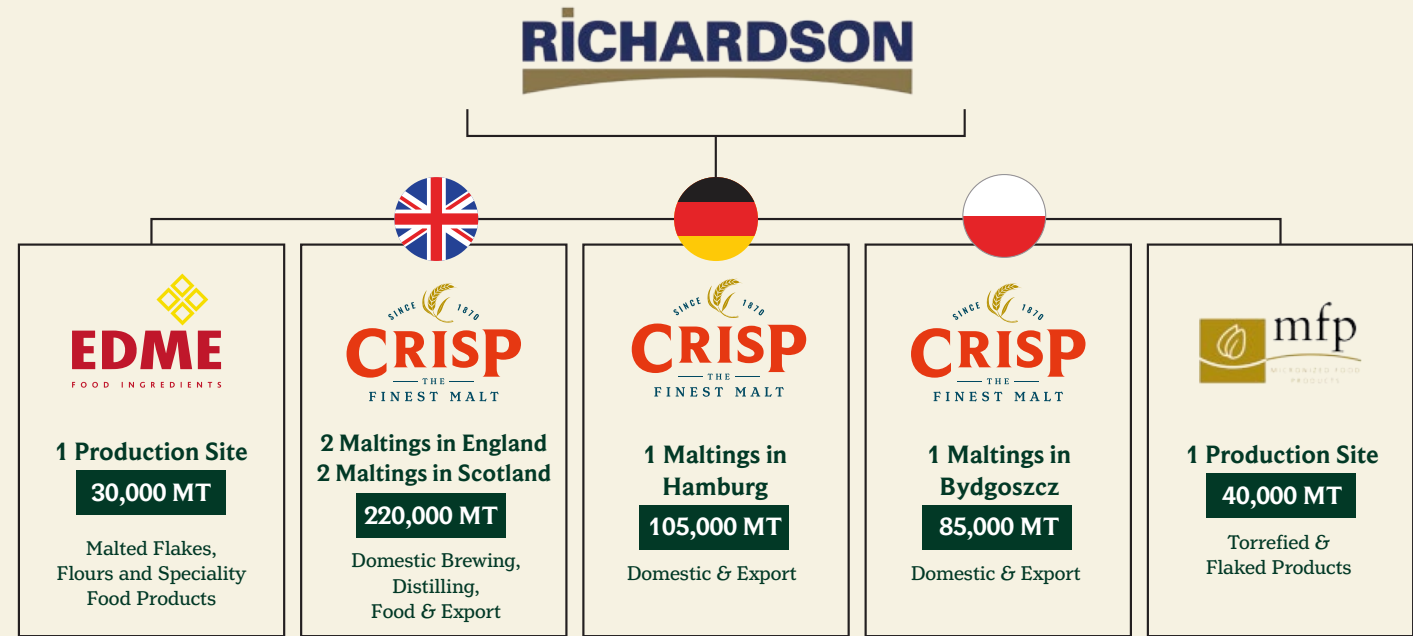 RiCHARDSON
EDME
FOOD INGREDIENTS
1 Production Site
30,000 MT
Malted Flakes,
Flours and Speciality
Food Products
SINCE 1870
CRISP
THE
FINEST MALT
2 Maltings in England
2 Maltings in Scotland
220,000 MT
Domestic Brewing,
Distilling,
Food & Export
SINCE 1870
CRISP
THE
FINEST MALT
1 Maltings in
Hamburg
105,000 MT
Domestic & Export
SINCE 1870
CRISP
THE
FINEST MALT
1 Maltings in
Bydgoszcz
85,000 MT
Domestic & Export
mfp
MICRONIZED FOOD
PRODUCTS
1 Production Site
40,000 MT
Torrefied &
Flaked Products